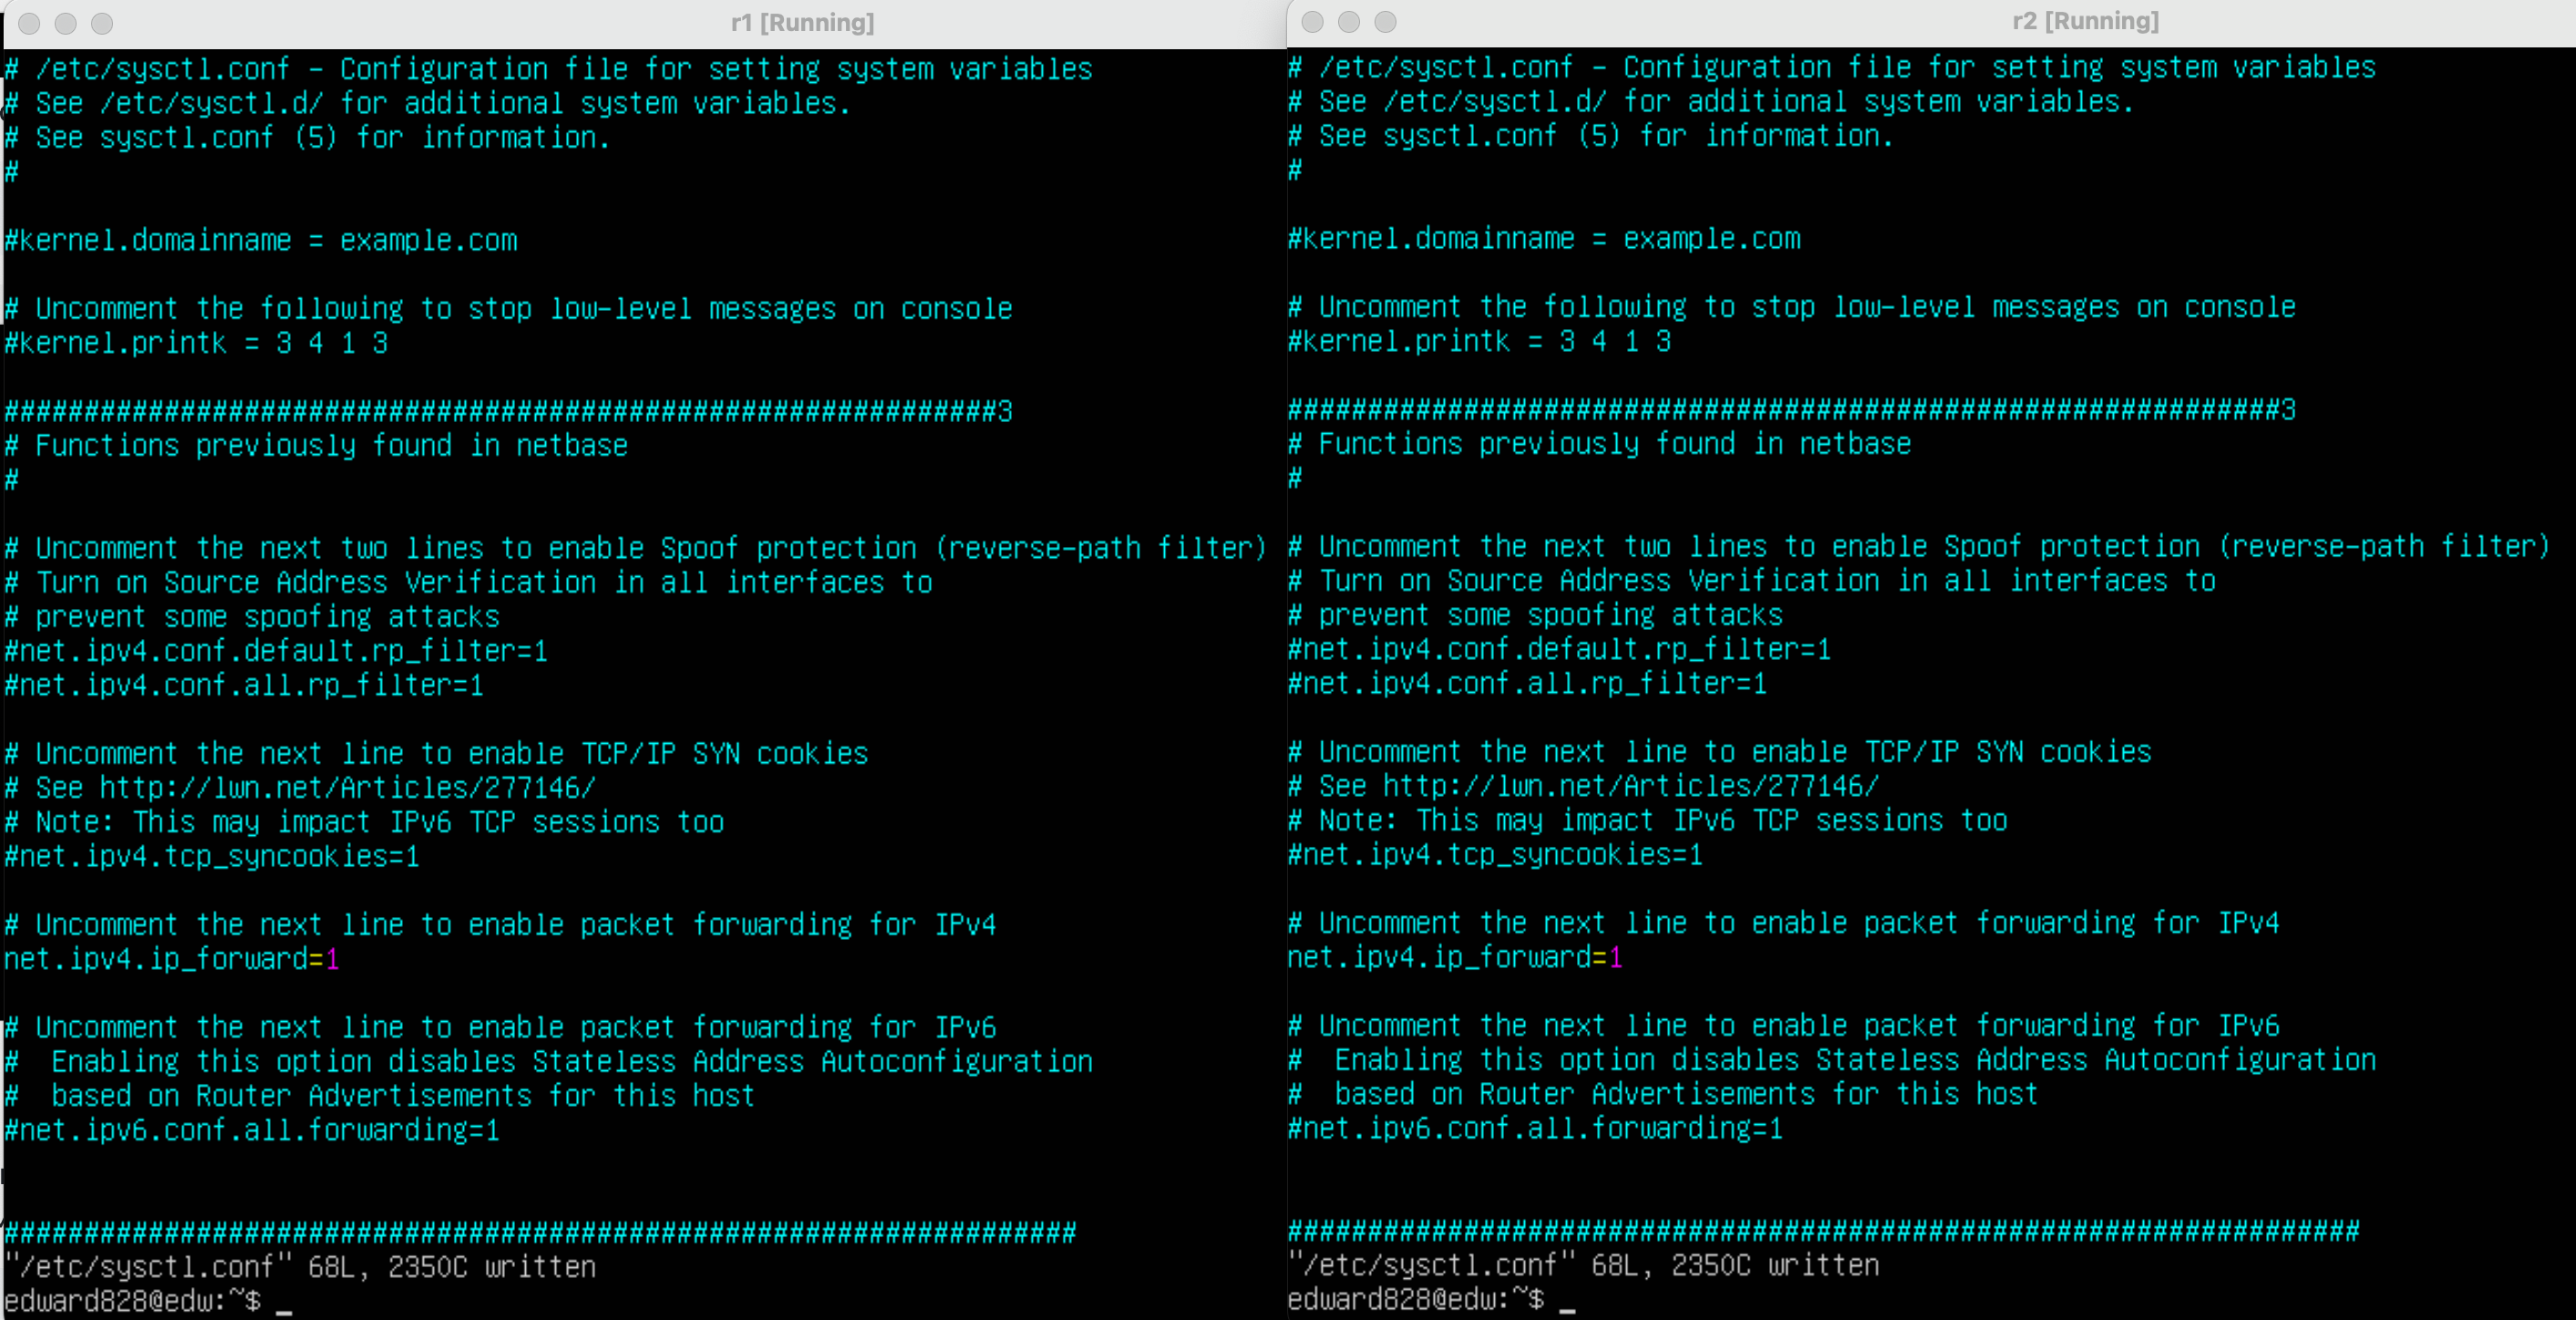 r1 [Running]
# /etc/sysctl.conf - Configuration file for setting system variables
# See /etc/sysctl.d/ for additional system variables.
# See sysctl.conf (5) for information.
#
#kernel.domainname = example.com
# Uncomment the following to stop low-level messages on console
#kernel.printk = 3 4 1 3
##############################################################3
# Functions previously found in netbase
#
# Uncomment the next two lines to enable Spoof protection (reverse-path filter)
# Turn on Source Address Verification in all interfaces to
# prevent some spoofing attacks
#net.ipv4.conf.default.rp_filter=1
#net.ipv4.conf.all.rp_filter=1
# Uncomment the next line to enable TCP/IP SYN cookies
# See http://lwn.net/Articles/277146/
# Note: This may impact IPv6 TCP sessions too
#net.ipv4.tcp_syncookies=1
# Uncomment the next line to enable packet forwarding for IPv4
net.ipv4.ip_forward=1
# Uncomment the next line to enable packet forwarding for IPv6
#  Enabling this option disables Stateless Address Autoconfiguration
#  based on Router Advertisements for this host
#net.ipv6.conf.all.forwarding=1
###################################################################
"/etc/sysctl.conf" 68L, 2350C written
edward828@edw:~$ _
r2 [Running]
# /etc/sysctl.conf - Configuration file for setting system variables
# See /etc/sysctl.d/ for additional system variables.
# See sysctl.conf (5) for information.
#
#kernel.domainname = example.com
# Uncomment the following to stop low-level messages on console
#kernel.printk = 3 4 1 3
##############################################################3
# Functions previously found in netbase
#
# Uncomment the next two lines to enable Spoof protection (reverse-path filter)
# Turn on Source Address Verification in all interfaces to
# prevent some spoofing attacks
#net.ipv4.conf.default.rp_filter=1
#net.ipv4.conf.all.rp_filter=1
# Uncomment the next line to enable TCP/IP SYN cookies
# See http://lwn.net/Articles/277146/
# Note: This may impact IPv6 TCP sessions too
#net.ipv4.tcp_syncookies=1
# Uncomment the next line to enable packet forwarding for IPv4
net.ipv4.ip_forward=1
# Uncomment the next line to enable packet forwarding for IPv6
#  Enabling this option disables Stateless Address Autoconfiguration
#  based on Router Advertisements for this host
#net.ipv6.conf.all.forwarding=1
###################################################################
"/etc/sysctl.conf" 68L, 2350C written
edward828@edw:~$ _